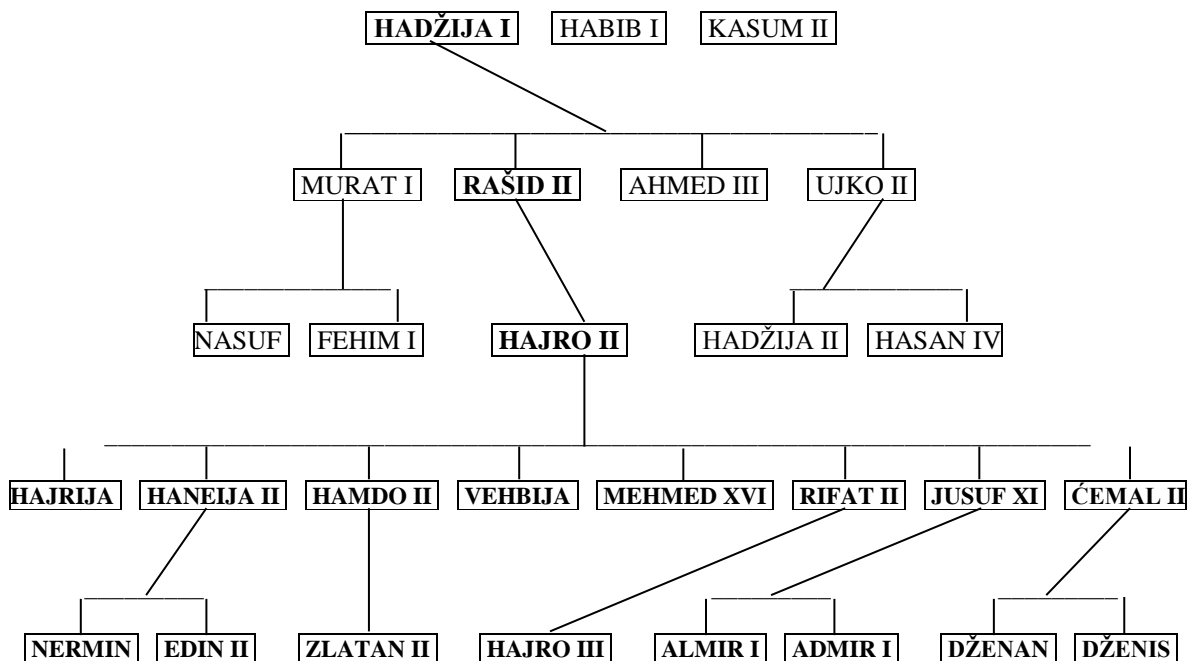 HADŽIJA I HABIB I KASUM II
MURAT I RAŠID II AHMED III UJKO II
NASUF FEHIM I HAJRO II HADŽIJA II HASAN IV
HAJRIJA HANEIJA II HAMDO II VEHBIJA MEHMED XVI RIFAT II JUSUF XI ĆEMAL II
NERMIN EDIN II ZLATAN II HAJRO III ALMIR I ADMIR I DŽENAN DŽENIS